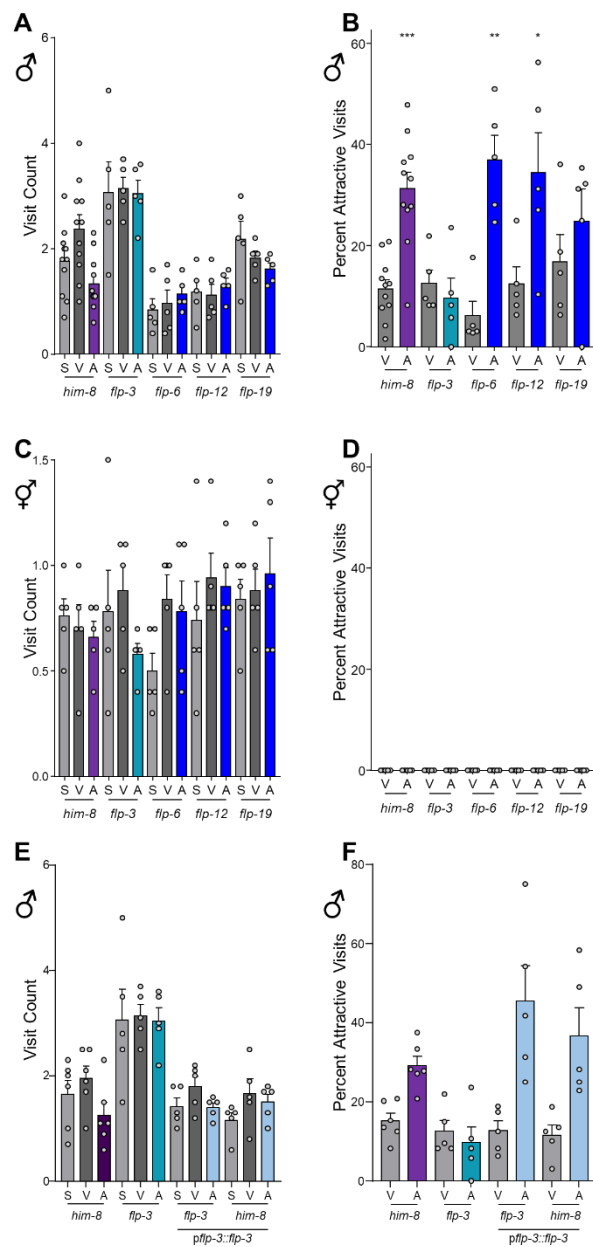 A
♂
Visit Count
6
4
2
0
S V A S V A S V A S V A S V A
him-8 flp-3 flp-6 flp-12 flp-19
B
♂
Percent Attractive Visits
60
40
20
0
*** ** *
V A V A V A V A V A
him-8 flp-3 flp-6 flp-12 flp-19
C
⚥
Visit Count
1.5
1.0
0.5
0.0
S V A S V A S V A S V A S V A
him-8 flp-3 flp-6 flp-12 flp-19
D
⚥
Percent Attractive Visits
60
40
20
0
V A V A V A V A V A
him-8 flp-3 flp-6 flp-12 flp-19
E
♂
Visit Count
6
4
2
0
S V A S V A S V A S V A
him-8 flp-3 flp-3 him-8
pflp-3::flp-3
F
♂
Percent Attractive Visits
80
60
40
20
0
V A V A V A V A
him-8 flp-3 flp-3 him-8
pflp-3::flp-3